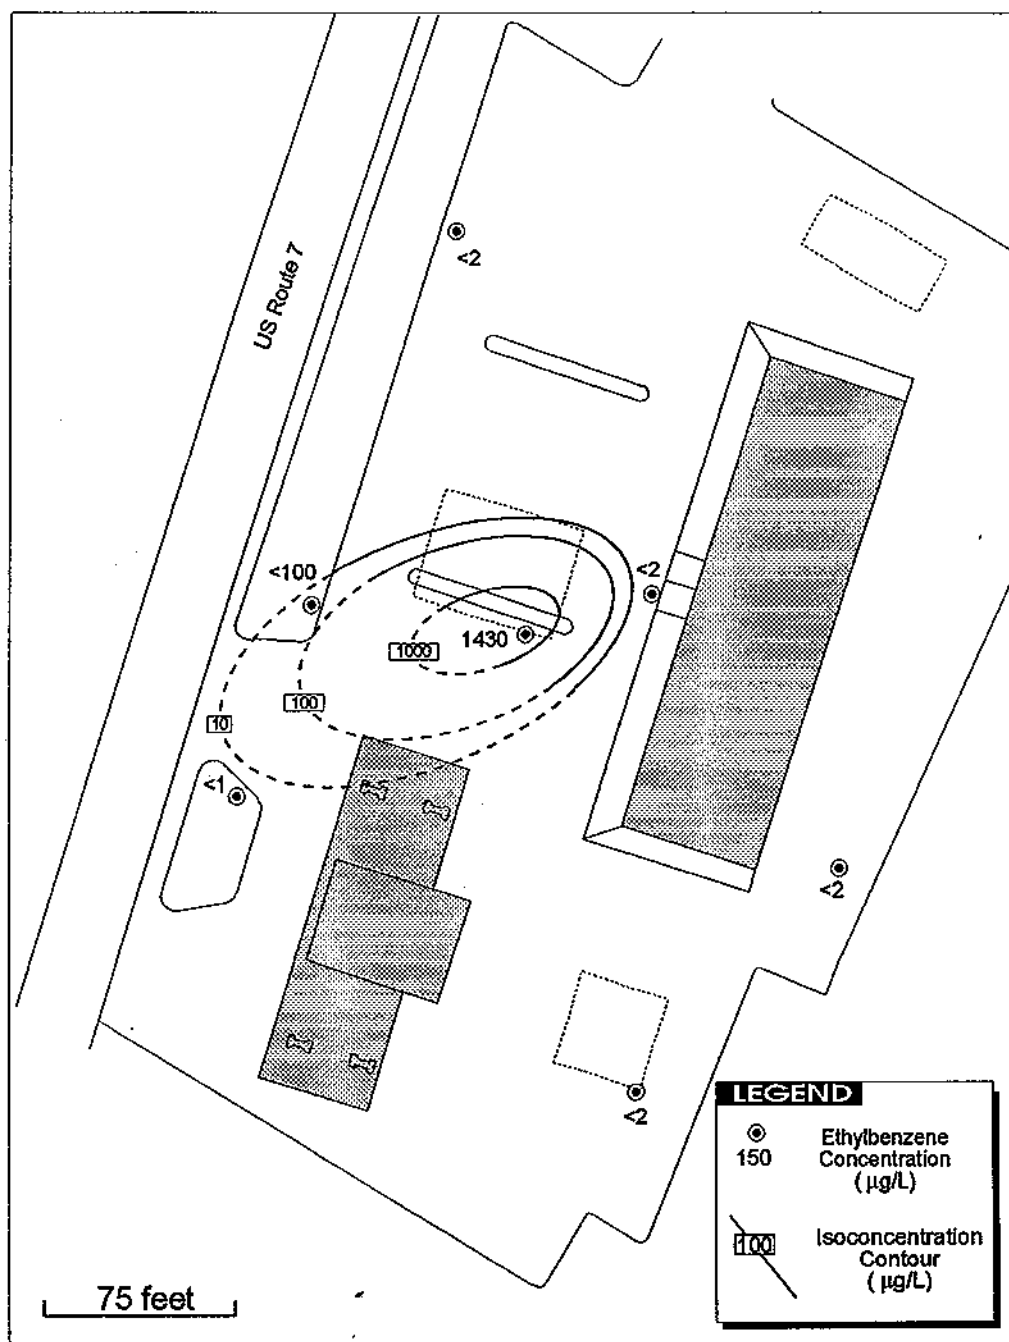 <2
US Route 7
<100
<2
1430
1000
100
10
<1
<2
<2
LEGEND
150
Ethylbenzene
Concentration
( µg/L)
100
Isoconcentration
Contour
( µg/L)
75 feet